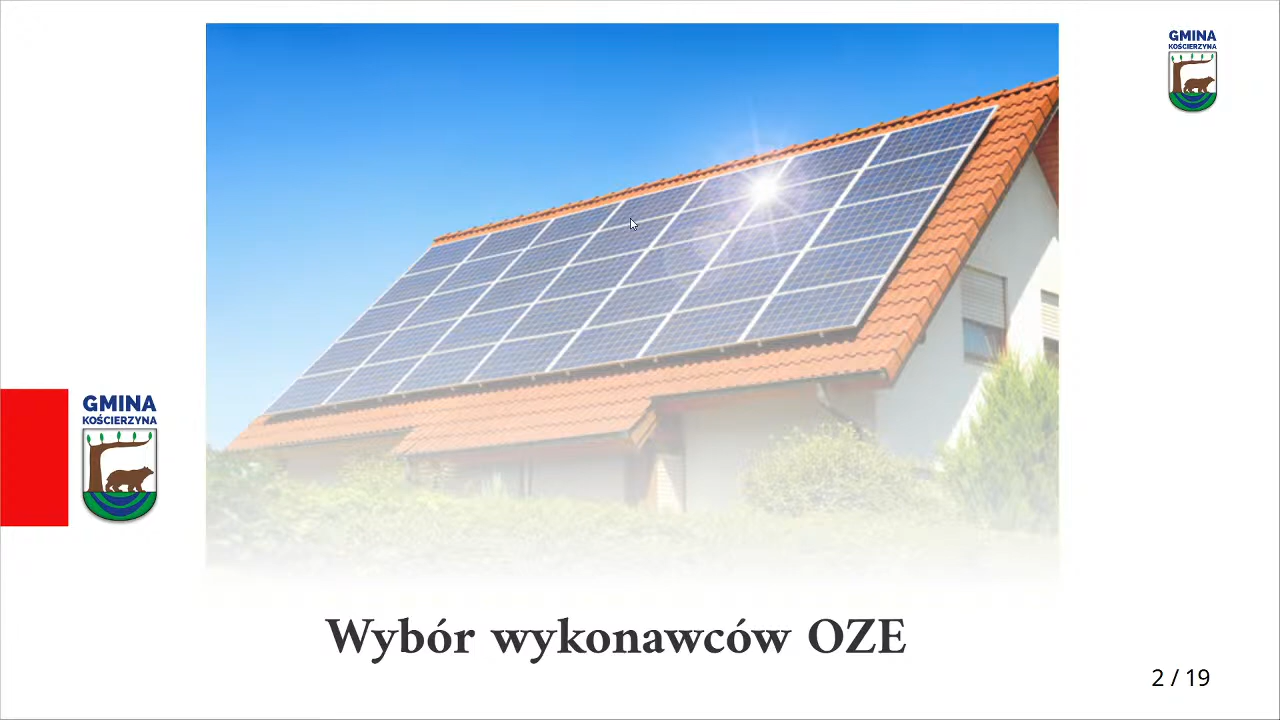 GMINA
KOŚCIERZYNA
GMINA
KOŚCIERZYNA
Wybór wykonawców OZE
2 / 19